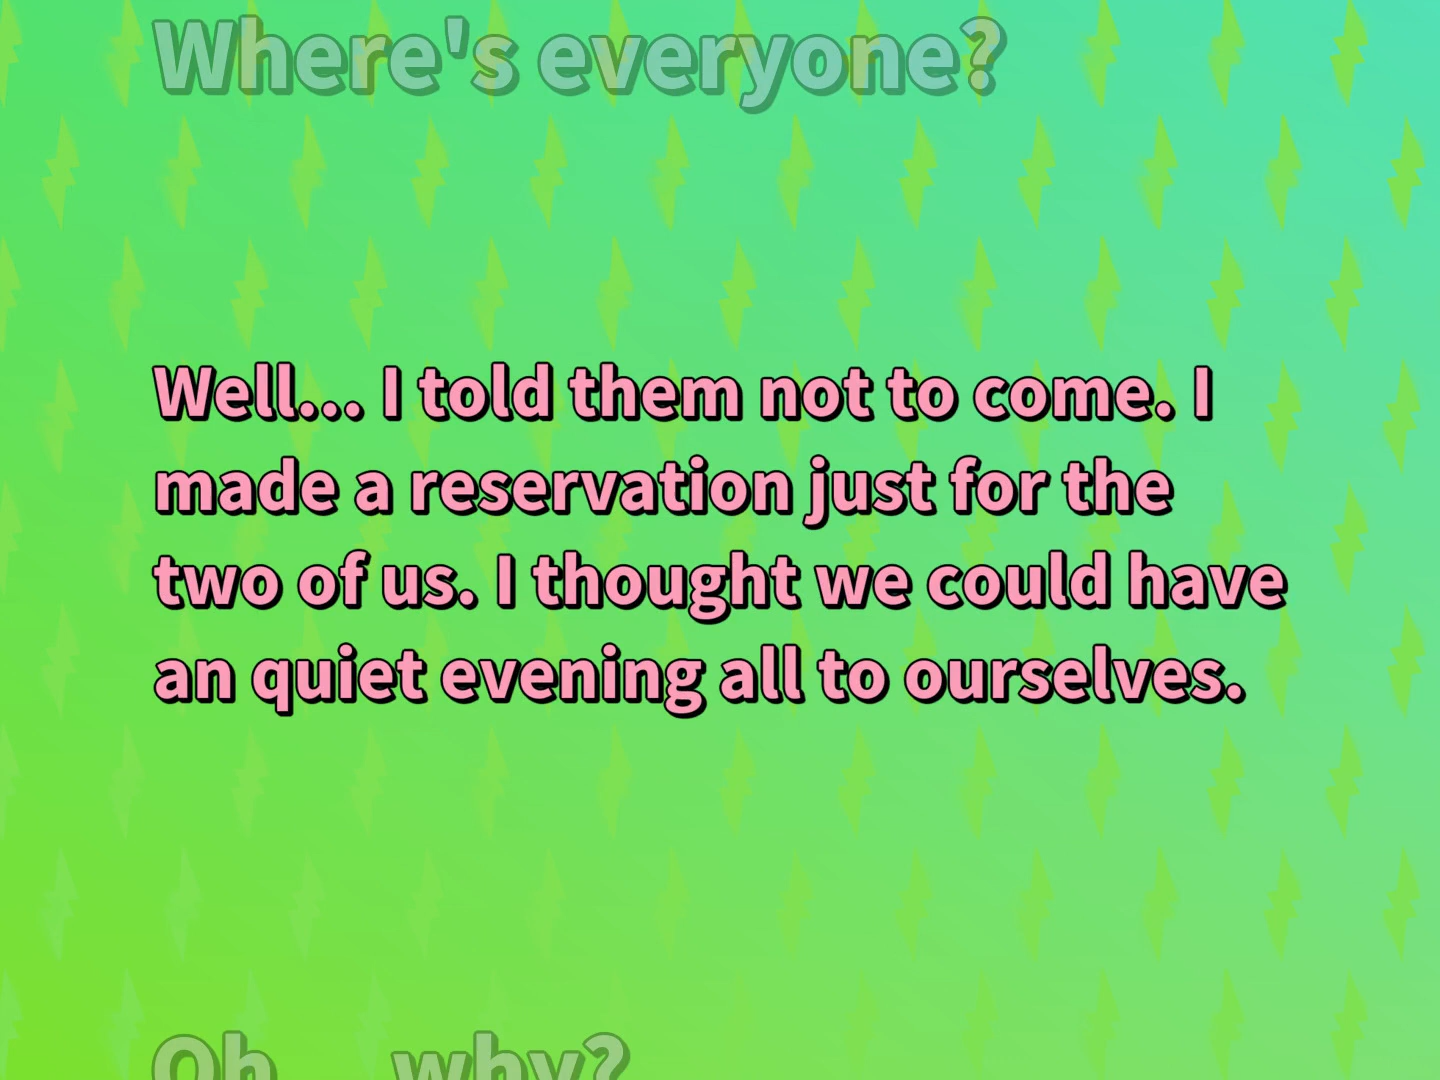 Where's everyone?
Well... I told them not to come. I
made a reservation just for the
two of us. I thought we could have
an quiet evening all to ourselves.
Oh... why?